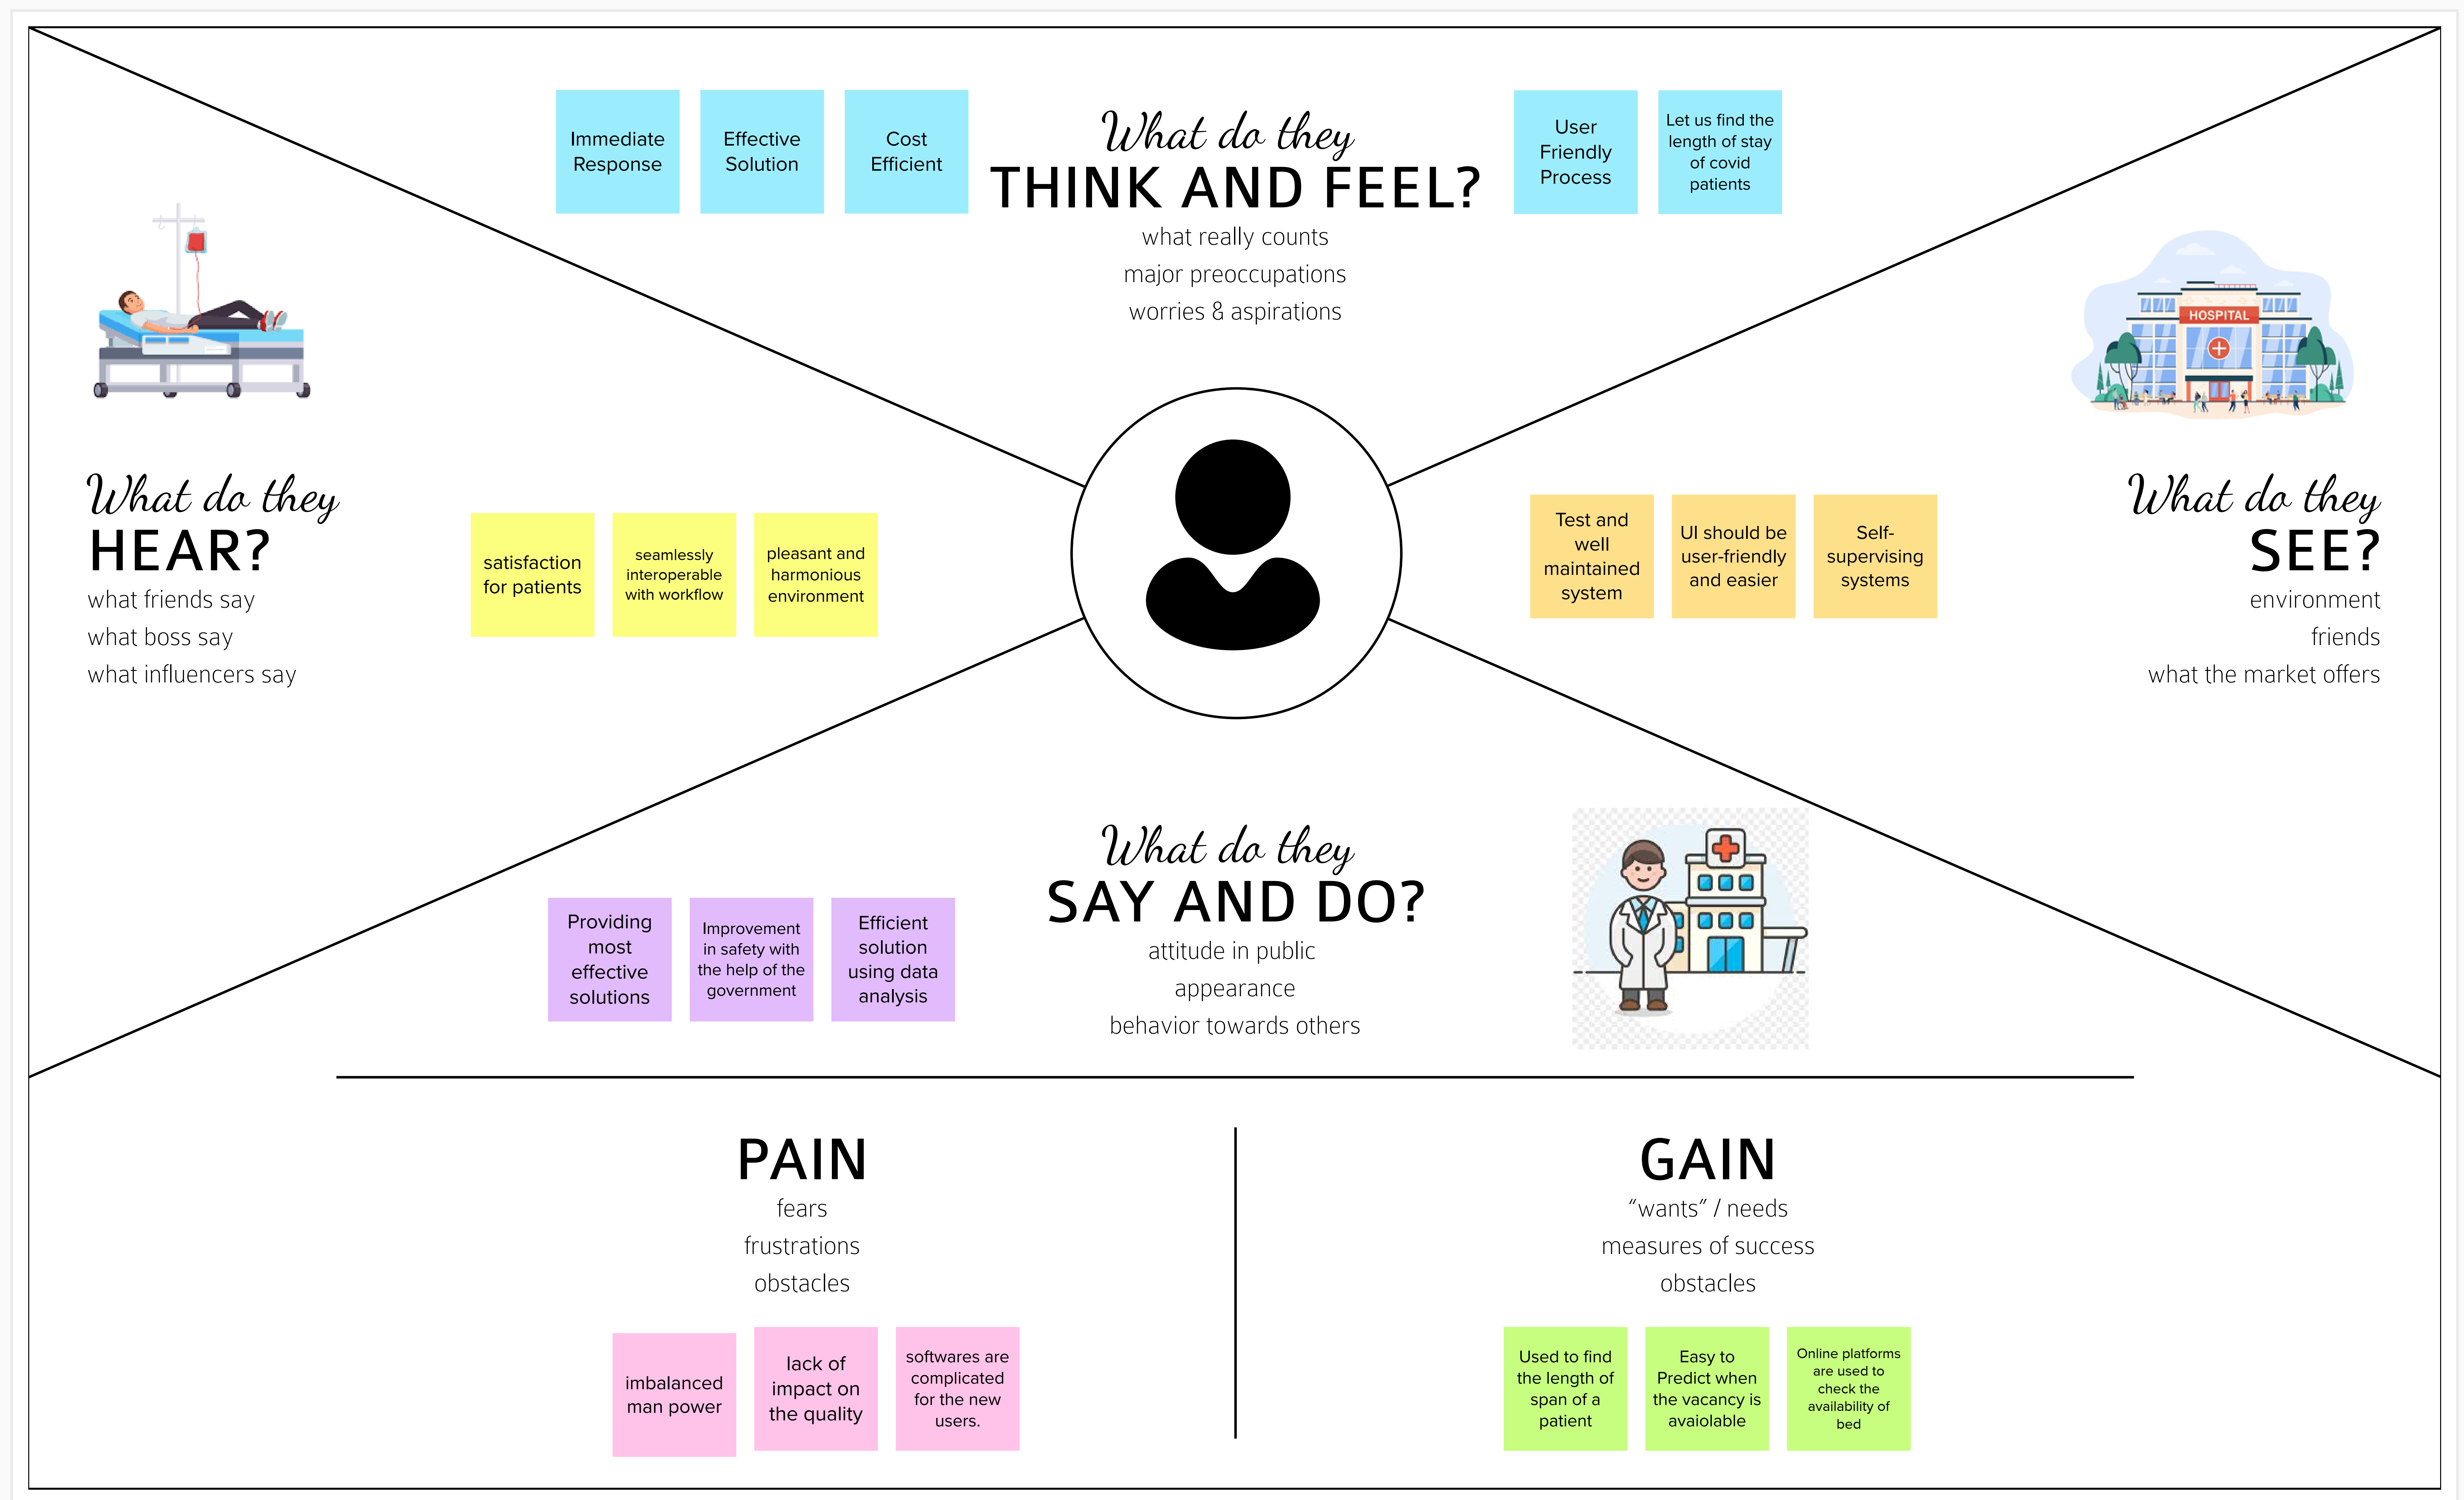 Immediate
Response
Effective
Solution
Cost
Efficient
What do they
THINK AND FEEL?
what really counts
major preoccupations
worries & aspirations
User
Friendly
Process
Let us find the
length of stay
of covid
patients
HOSPITAL
What do they
HEAR?
what friends say
what boss say
what influencers say
satisfaction
for patients
seamlessly
interoperable
with workflow
pleasant and
harmonious
environment
Test and
well
maintained
system
UI should be
user-friendly
and easier
Self-
supervising
systems
What do they
SEE?
environment
friends
what the market offers
Providing
most
effective
solutions
Improvement
in safety with
the help of the
government
Efficient
solution
using data
analysis
What do they
SAY AND DO?
attitude in public
appearance
behavior towards others
PAIN
fears
frustrations
obstacles
imbalanced
man power
lack of
impact on
the quality
softwares are
complicated
for the new
users.
GAIN
“wants” / needs
measures of success
obstacles
Used to find
the length of
span of a
patient
Easy to
Predict when
the vacancy is
avaiolable
Online platforms
are used to
check the
availability of
bed